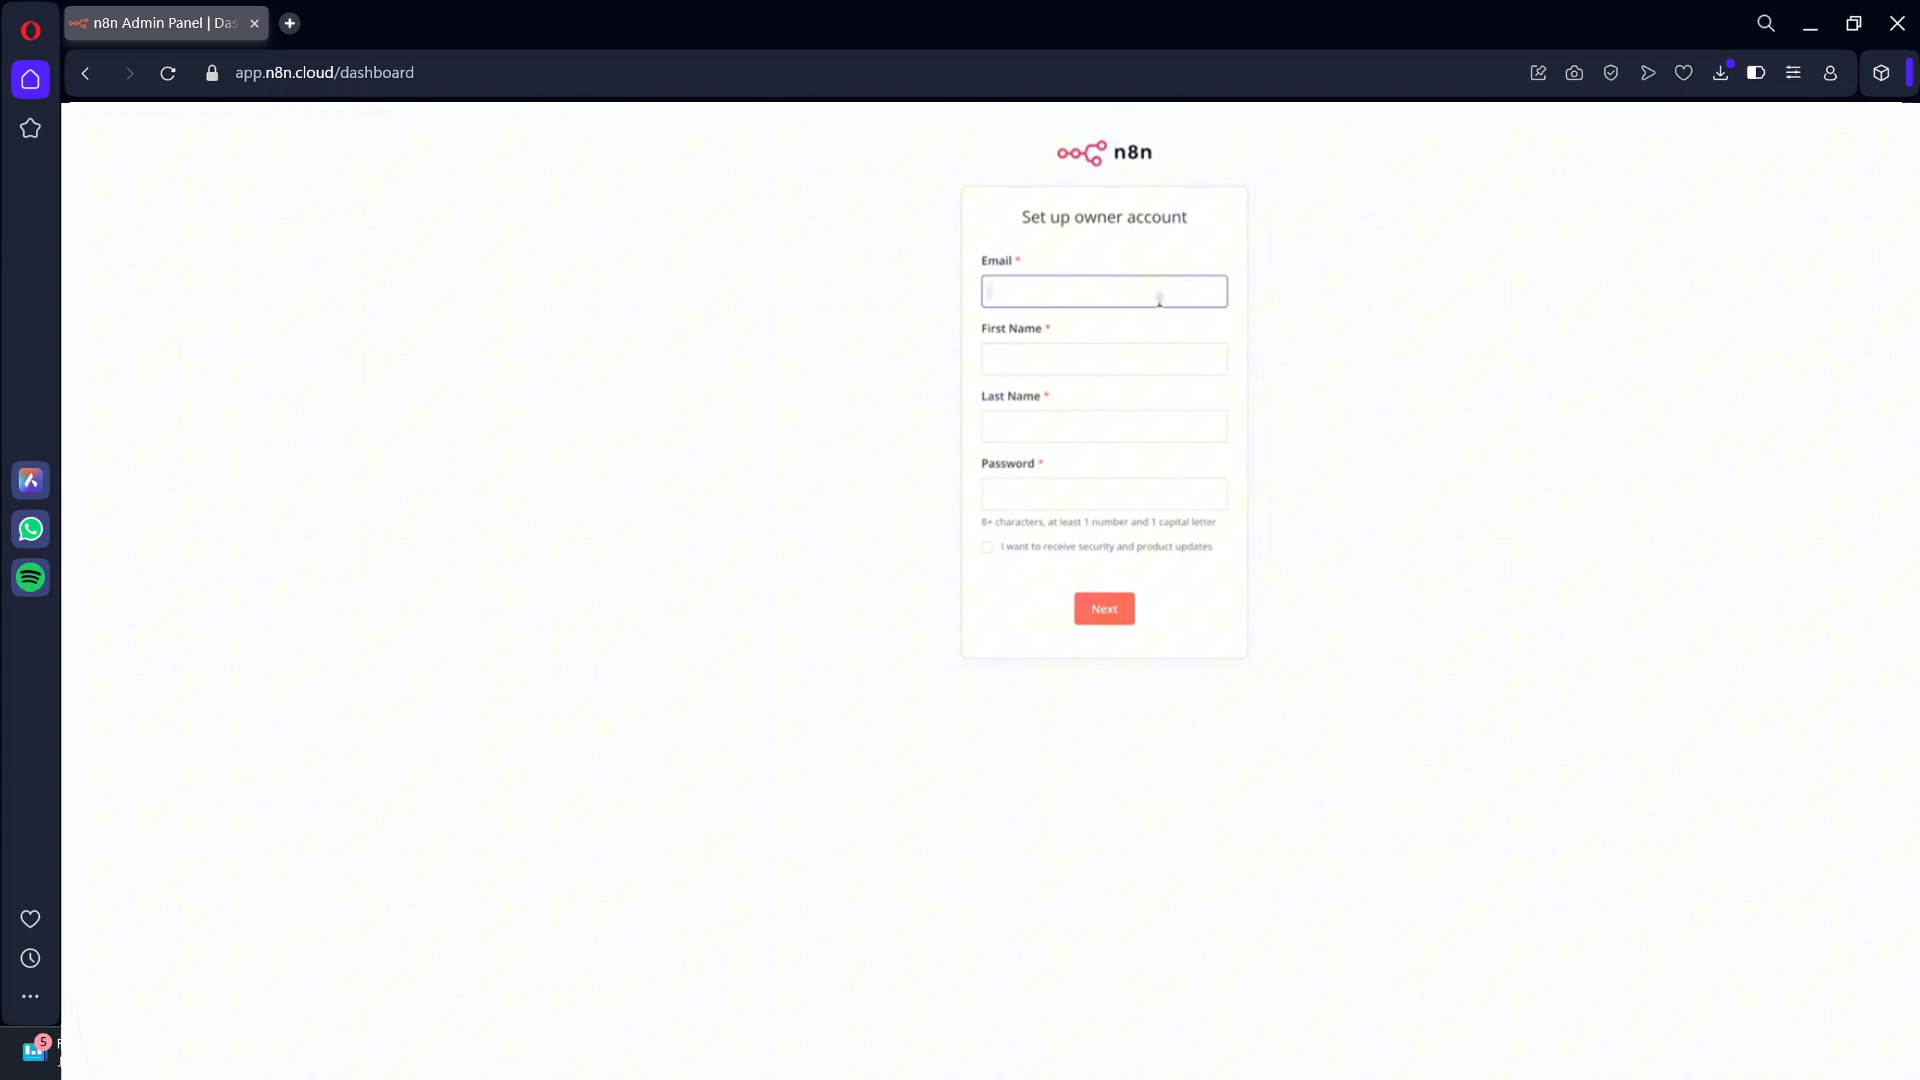 n8n Admin Panel | Das
app.n8n.cloud/dashboard
n8n
Set up owner account
Email *
First Name *
Last Name *
Password *
8+ characters, at least 1 number and 1 capital letter
I want to receive security and product updates
Next
5